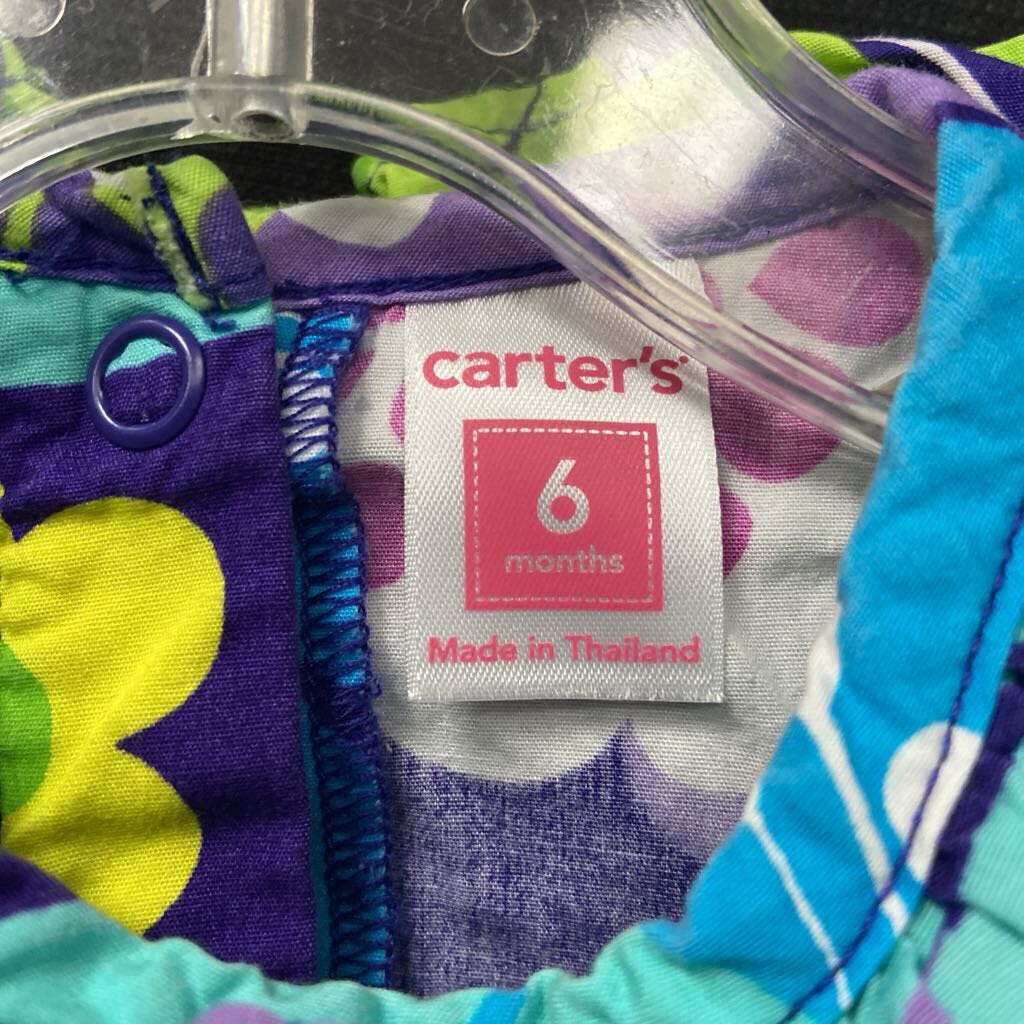 carter's
6
months
Made in Thailand